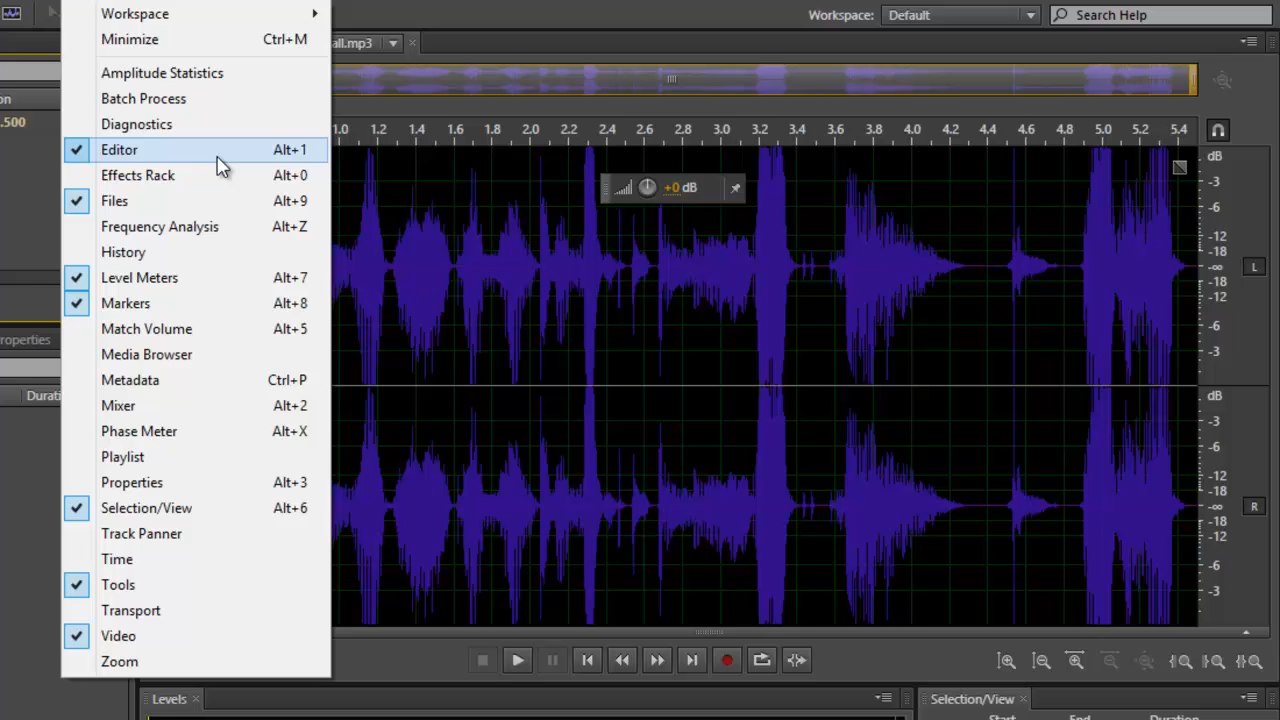 Workspace
Minimize Ctrl+M
Amplitude Statistics
Batch Process
Diagnostics
Editor Alt+1
Effects Rack Alt+0
Files Alt+9
Frequency Analysis Alt+Z
History
Level Meters Alt+7
Markers Alt+8
Match Volume Alt+5
Media Browser
Metadata Ctrl+P
Mixer Alt+2
Phase Meter Alt+X
Playlist
Properties Alt+3
Selection/View Alt+6
Track Panner
Time
Tools
Transport
Video
Zoom
on
.500
roperties
Durati
Workspace: Default
Search Help
all.mp3
1.0 1.2 1.4 1.6 1.8 2.0 2.2 2.4 2.6 2.8 3.0 3.2 3.4 3.6 3.8 4.0 4.2 4.4 4.6 4.8 5.0 5.2 5.4
+0 dB
dB
-3
-6
-12
-18
-∞
-18
-12
-6
-3
L
dB
-3
-6
-12
-18
-∞
-18
-12
-6
-3
R
Levels
Selection/View
Start End Duration